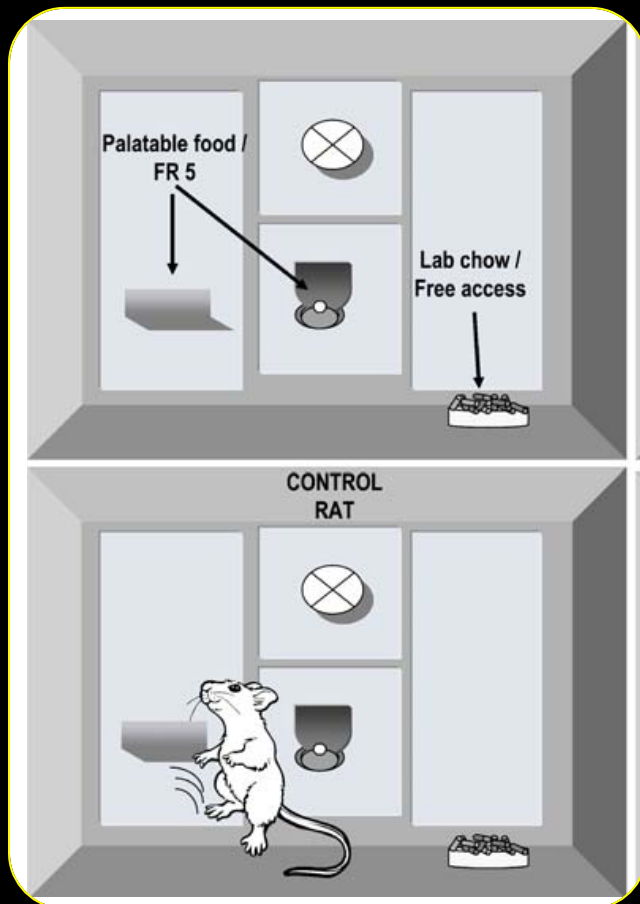 Palatable food /
FR 5
Lab chow /
Free access
CONTROL
RAT